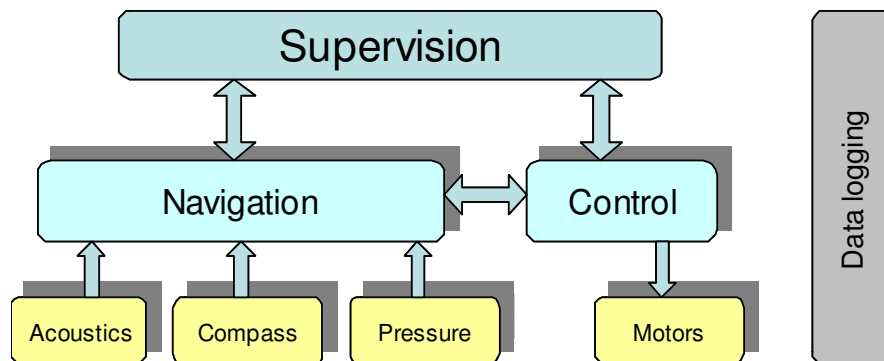 Supervision
Navigation
Control
Data logging
Acoustics
Compass
Pressure
Motors